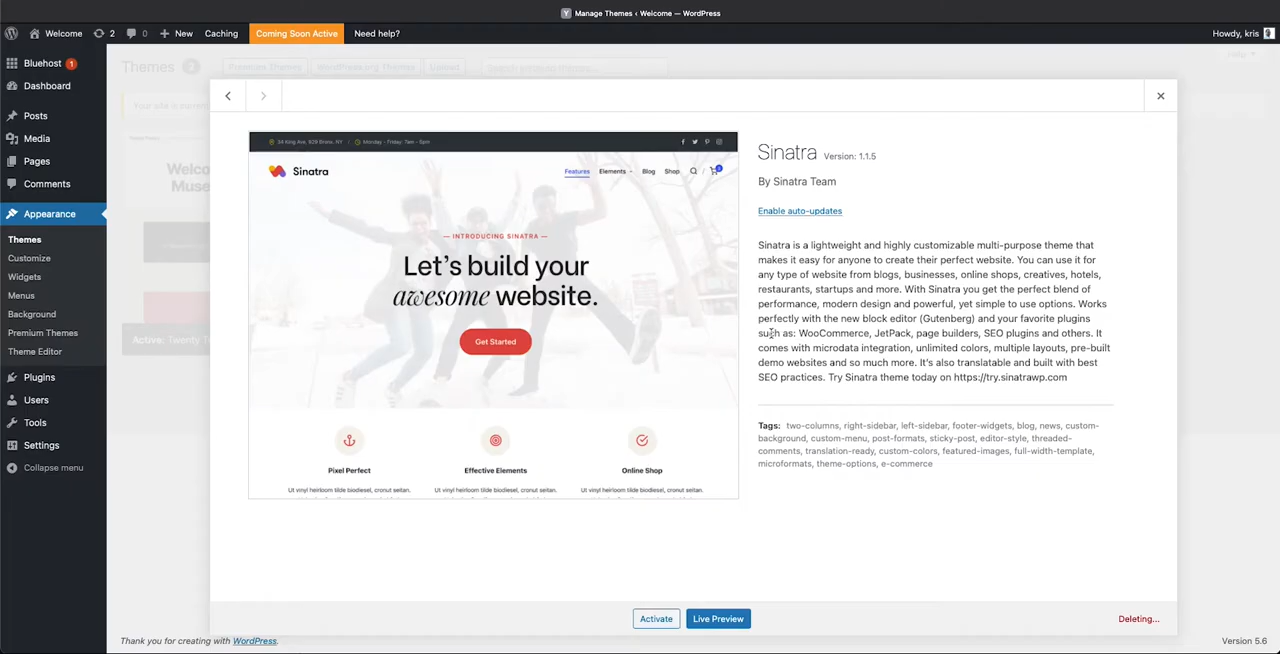 Manage Themes ‹ Welcome — WordPress
Welcome 2 0 New Caching Coming Soon Active Need help?
Howdy, kris
Bluehost 1
Dashboard
Posts
Media
Pages
Comments
Appearance
Themes
Customize
Widgets
Menus
Background
Premium Themes
Theme Editor
Plugins
Users
Tools
Settings
Collapse menu
Themes 2
Premium Themes
WordPress.org Themes
Upload
Your site is current
Welco
Muse
Active: Twenty T
34 King Ave, 928 Brano, NY
Monday - Friday: 7am - 5pm
Sinatra
Features Elements Blog Shop 0
— INTRODUCING SINATRA —
Let's build your
awesome website.
Get Started
Pixel Perfect
Ut vinyl heirloom tilde biodiesel, cronut seitan.
Effective Elements
Ut vinyl heirloom tilde biodiesel, cronut seitan.
Online Shop
Ut vinyl heirloom tilde biodiesel, cronut seitan.
Sinatra Version: 1.1.5
By Sinatra Team
Enable auto-updates
Sinatra is a lightweight and highly customizable multi-purpose theme that
makes it easy for anyone to create their perfect website. You can use it for
any type of website from blogs, businesses, online shops, creatives, hotels,
restaurants, startups and more. With Sinatra you get the perfect blend of
performance, modern design and powerful, yet simple to use options. Works
perfectly with the new block editor (Gutenberg) and your favorite plugins
such as: WooCommerce, JetPack, page builders, SEO plugins and others. It
comes with microdata integration, unlimited colors, multiple layouts, pre-built
demo websites and so much more. It's also translatable and built with best
SEO practices. Try Sinatra theme today on https://try.sinatrawp.com
Tags: two-columns, right-sidebar, left-sidebar, footer-widgets, blog, news, custom-
background, custom-menu, post-formats, sticky-post, editor-style, threaded-
comments, translation-ready, custom-colors, featured-images, full-width-template,
microformats, theme-options, e-commerce
Activate
Live Preview
Deleting...
Thank you for creating with WordPress.
Version 5.6